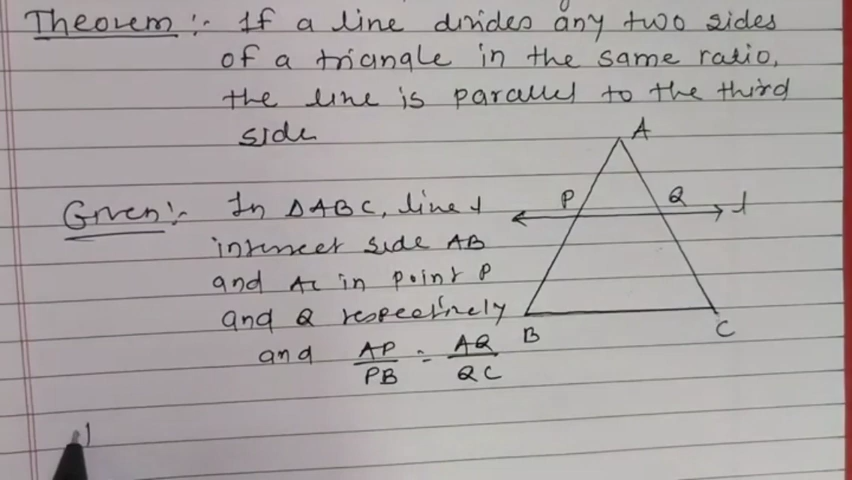 Theorem :- If a line divides any two sides
of a triangle in the same ratio,
the line is parallel to the third
side
Given :- In △ABC, line l
intersect side AB
and AC in point P
and Q respectively
and AP/PB = AQ/QC
A
P
Q
l
B
C